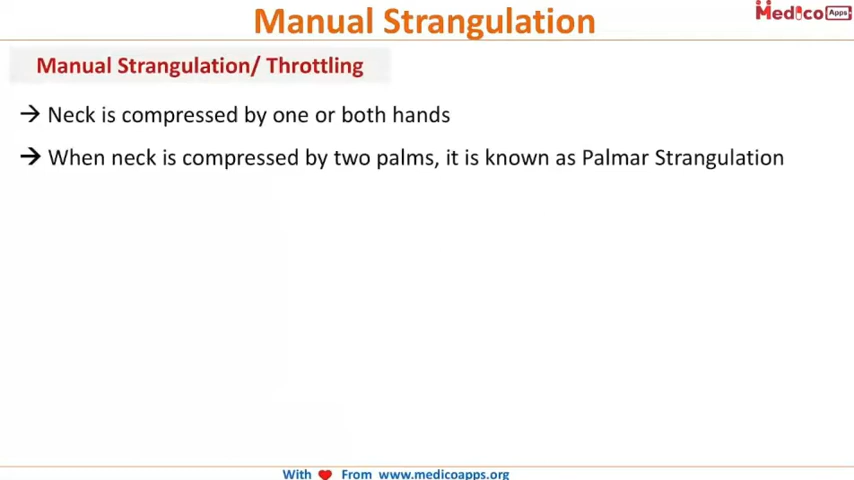 Manual Strangulation
Medico Apps
Manual Strangulation/ Throttling
→ Neck is compressed by one or both hands
→ When neck is compressed by two palms, it is known as Palmar Strangulation
With ❤ From www.medicoapps.org